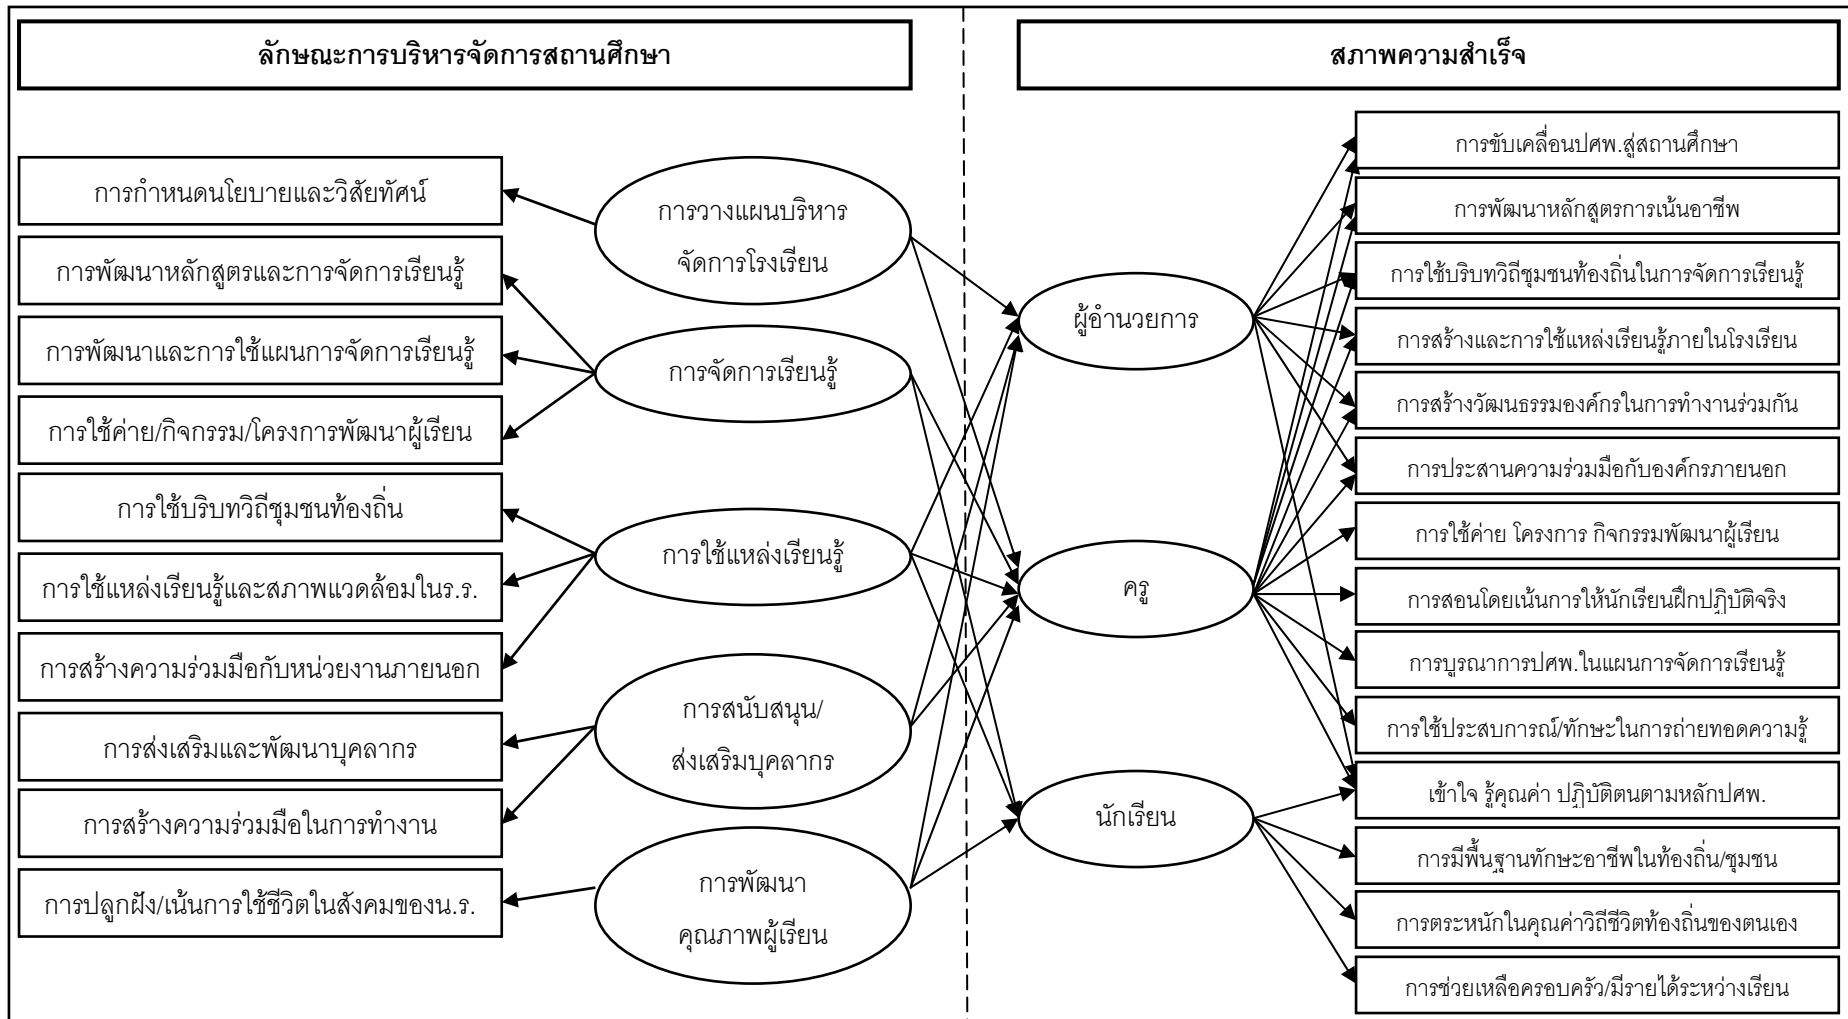 ลักษณะการบริหารจัดการสถานศึกษา
สภาพความสำเร็จ
การกำหนดนโยบายและวิสัยทัศน์
การพัฒนาหลักสูตรและการจัดการเรียนรู้
การพัฒนาและการใช้แผนการจัดการเรียนรู้
การใช้ค่าย/กิจกรรม/โครงการพัฒนาผู้เรียน
การใช้บริบทวิถีชุมชนท้องถิ่น
การใช้แหล่งเรียนรู้และสภาพแวดล้อมในร.ร.
การสร้างความร่วมมือกับหน่วยงานภายนอก
การส่งเสริมและพัฒนาบุคลากร
การสร้างความร่วมมือในการทำงาน
การปลูกฝัง/เน้นการใช้ชีวิตในสังคมของน.ร.
การวางแผนบริหาร
จัดการโรงเรียน
การจัดการเรียนรู้
การใช้แหล่งเรียนรู้
การสนับสนุน/
ส่งเสริมบุคลากร
การพัฒนา
คุณภาพผู้เรียน
ผู้อำนวยการ
ครู
นักเรียน
การขับเคลื่อนปศพ.สู่สถานศึกษา
การพัฒนาหลักสูตรการเน้นอาชีพ
การใช้บริบทวิถีชุมชนท้องถิ่นในการจัดการเรียนรู้
การสร้างและการใช้แหล่งเรียนรู้ภายในโรงเรียน
การสร้างวัฒนธรรมองค์กรในการทำงานร่วมกัน
การประสานความร่วมมือกับองค์กรภายนอก
การใช้ค่าย โครงการ กิจกรรมพัฒนาผู้เรียน
การสอนโดยเน้นการให้นักเรียนฝึกปฏิบัติจริง
การบูรณาการปศพ.ในแผนการจัดการเรียนรู้
การใช้ประสบการณ์/ทักษะในการถ่ายทอดความรู้
เข้าใจ รู้คุณค่า ปฏิบัติตนตามหลักปศพ.
การมีพื้นฐานทักษะอาชีพในท้องถิ่น/ชุมชน
การตระหนักในคุณค่าวิถีชีวิตท้องถิ่นของตนเอง
การช่วยเหลือครอบครัว/มีรายได้ระหว่างเรียน